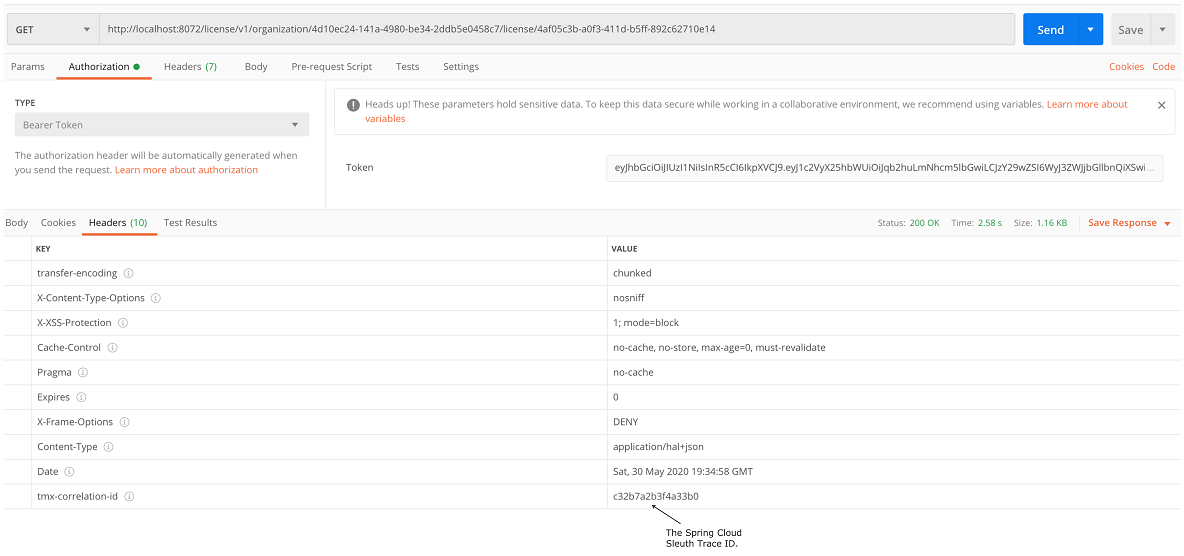 GET
http://localhost:8072/license/v1/organization/4d10ec24-141a-4980-be34-2ddb5e0458c7/license/4af05c3b-a0f3-411d-b5ff-892c62710e14
Send
Save
Params Authorization Headers (7) Body Pre-request Script Tests Settings Cookies Code
TYPE
Bearer Token
The authorization header will be automatically generated when
you send the request. Learn more about authorization
Heads up! These parameters hold sensitive data. To keep this data secure while working in a collaborative environment, we recommend using variables. Learn more about
variables
Token
eyJhbGciOiJIUzI1NiIsInR5cCI6IkpXVCJ9.eyJ1c2VyX25hbWUiOiJqb2huLmNhcm5lbGwiLCJzY29wZSI6WyJ3ZWJjbGllbnQiXSwi ...
Body Cookies Headers (10) Test Results Status: 200 OK Time: 2.58 s Size: 1.16 KB Save Response
KEY VALUE
transfer-encoding chunked
X-Content-Type-Options nosniff
X-XSS-Protection 1; mode=block
Cache-Control no-cache, no-store, max-age=0, must-revalidate
Pragma no-cache
Expires 0
X-Frame-Options DENY
Content-Type application/hal+json
Date Sat, 30 May 2020 19:34:58 GMT
tmx-correlation-id c32b7a2b3f4a33b0
The Spring Cloud
Sleuth Trace ID.